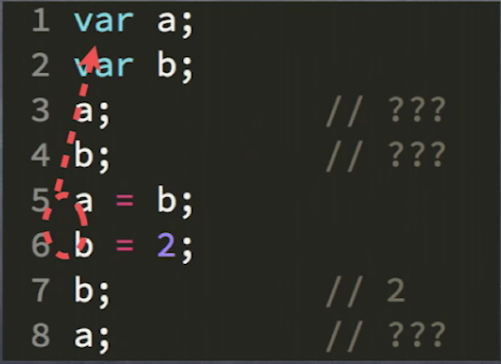 1 var a;
2 var b;
3 a; // ???
4 b; // ???
5 a = b;
6 b = 2;
7 b; // 2
8 a; // ???